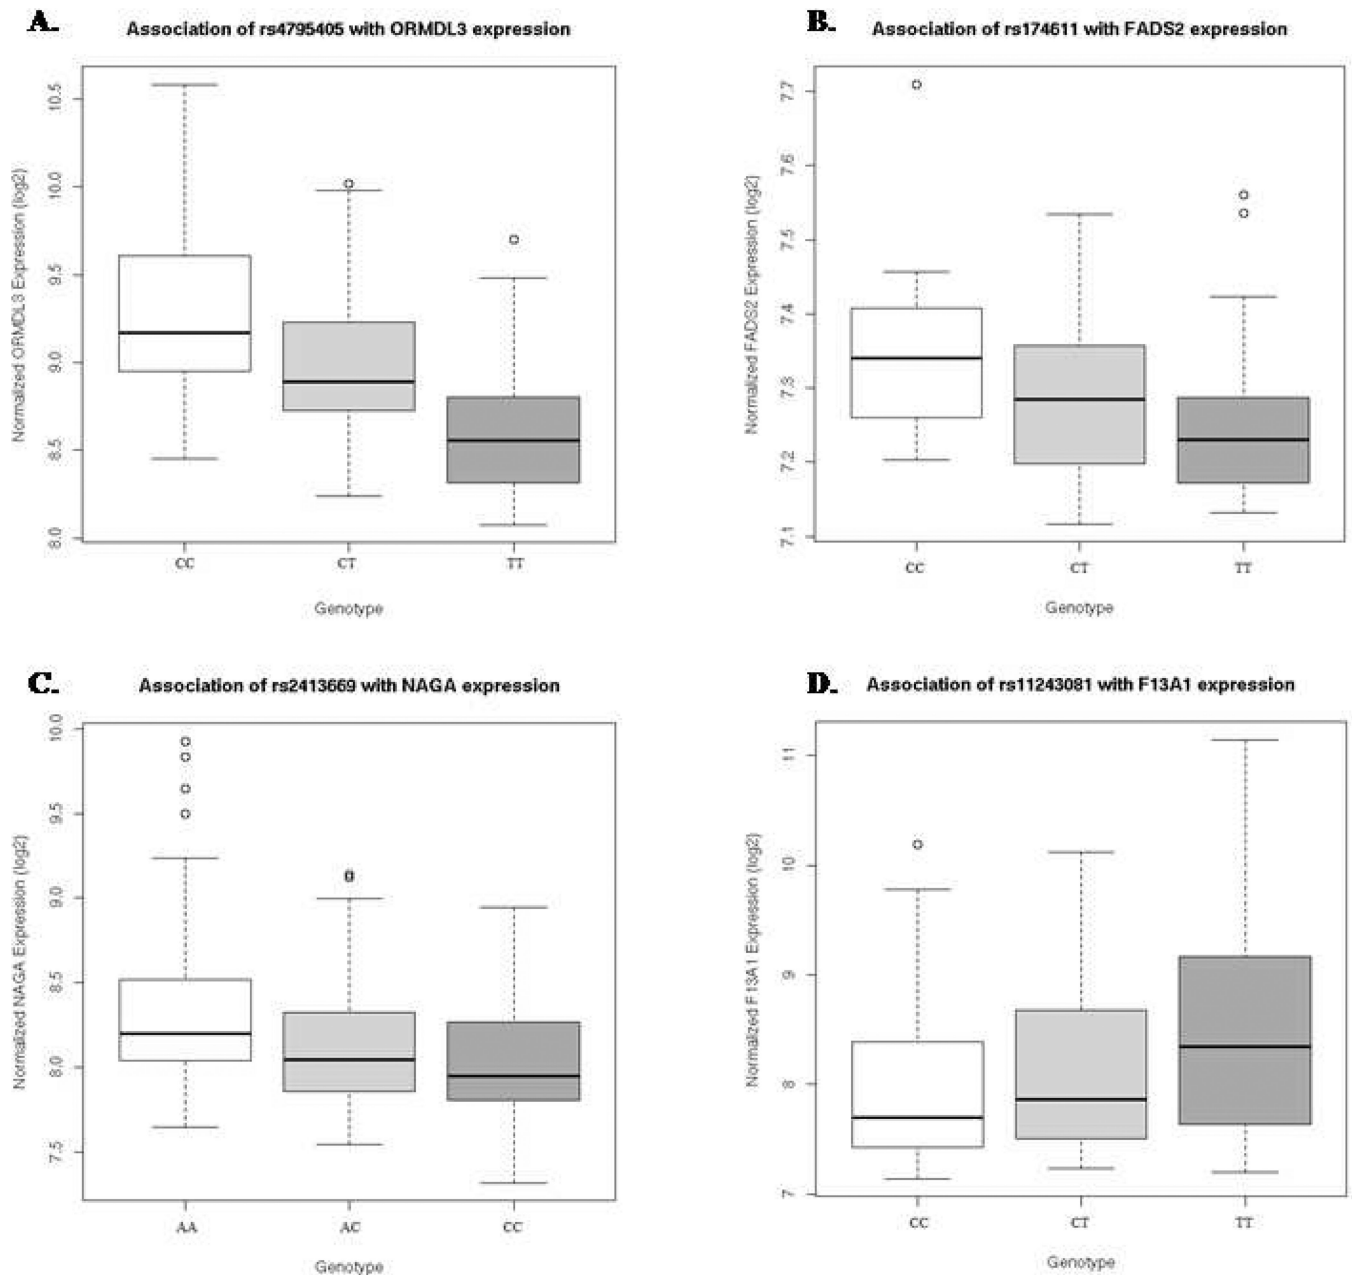 A. Association of rs4795405 with ORMDL3 expression
Normalized ORMDL3 Expression (log2)
10.5
10.0
9.5
9.0
8.5
8.0
CC CT TT
Genotype
B. Association of rs174611 with FADS2 expression
Normalized FADS2 Expression (log2)
7.7
7.6
7.5
7.4
7.3
7.2
7.1
CC CT TT
Genotype
C. Association of rs2413669 with NAGA expression
Normalized NAGA Expression (log2)
10.0
9.5
9.0
8.5
8.0
7.5
AA AC CC
Genotype
D. Association of rs11243081 with F13A1 expression
Normalized F13A1 Expression (log2)
11
10
9
8
7
CC CT TT
Genotype